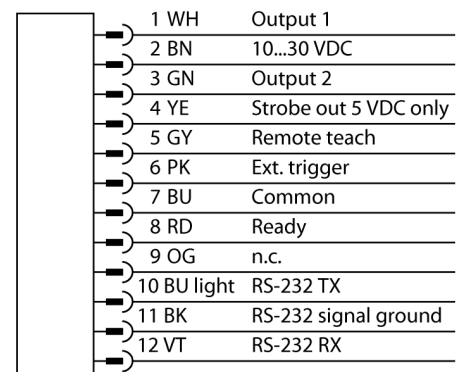 1 WH Output 1
2 BN 10...30 VDC
3 GN Output 2
4 YE Strobe out 5 VDC only
5 GY Remote teach
6 PK Ext. trigger
7 BU Common
8 RD Ready
9 OG n.c.
10 BU light RS-232 TX
11 BK RS-232 signal ground
12 VT RS-232 RX